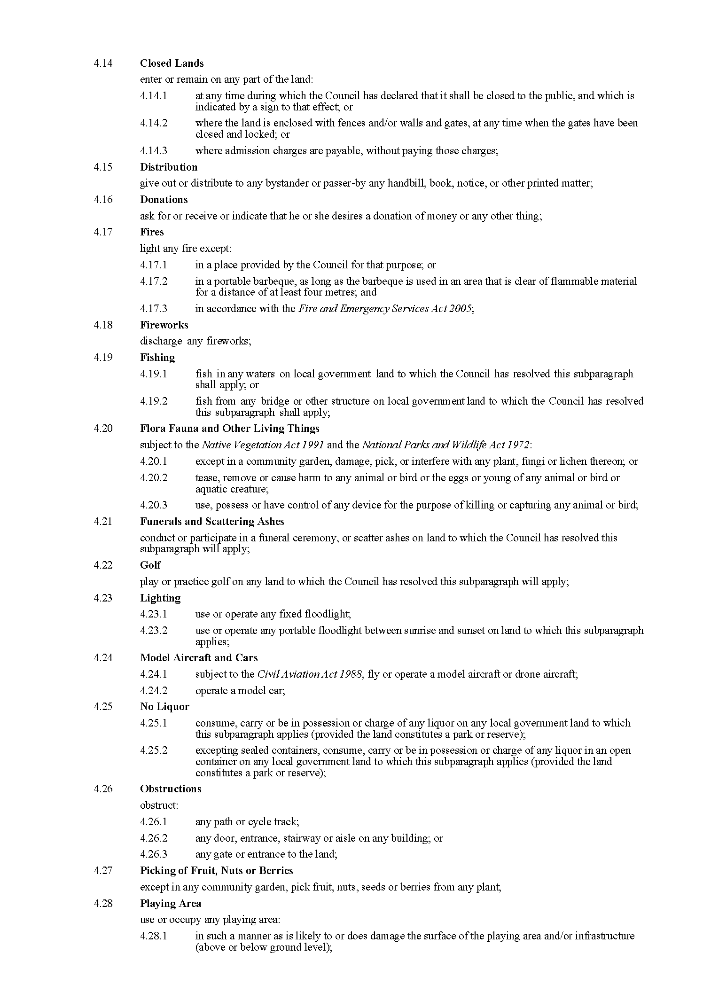 4.14 Closed Lands
enter or remain on any part of the land:
4.14.1 at any time during which the Council has declared that it shall be closed to the public, and which is
indicated by a sign to that effect; or
4.14.2 where the land is enclosed with fences and/or walls and gates, at any time when the gates have been
closed and locked; or
4.14.3 where admission charges are payable, without paying those charges;
4.15 Distribution
give out or distribute to any bystander or passer-by any handbill, book, notice, or other printed matter;
4.16 Donations
ask for or receive or indicate that he or she desires a donation of money or any other thing;
4.17 Fires
light any fire except:
4.17.1 in a place provided by the Council for that purpose; or
4.17.2 in a portable barbeque, as long as the barbeque is used in an area that is clear of flammable material
for a distance of at least four metres; and
4.17.3 in accordance with the Fire and Emergency Services Act 2005;
4.18 Fireworks
discharge any fireworks;
4.19 Fishing
4.19.1 fish in any waters on local government land to which the Council has resolved this subparagraph
shall apply; or
4.19.2 fish from any bridge or other structure on local government land to which the Council has resolved
this subparagraph shall apply;
4.20 Flora Fauna and Other Living Things
subject to the Native Vegetation Act 1991 and the National Parks and Wildlife Act 1972:
4.20.1 except in a community garden, damage, pick, or interfere with any plant, fungi or lichen thereon; or
4.20.2 tease, remove or cause harm to any animal or bird or the eggs or young of any animal or bird or
aquatic creature;
4.20.3 use, possess or have control of any device for the purpose of killing or capturing any animal or bird;
4.21 Funerals and Scattering Ashes
conduct or participate in a funeral ceremony, or scatter ashes on land to which the Council has resolved this
subparagraph will apply;
4.22 Golf
play or practice golf on any land to which the Council has resolved this subparagraph will apply;
4.23 Lighting
4.23.1 use or operate any fixed floodlight;
4.23.2 use or operate any portable floodlight between sunrise and sunset on land to which this subparagraph
applies;
4.24 Model Aircraft and Cars
4.24.1 subject to the Civil Aviation Act 1988, fly or operate a model aircraft or drone aircraft;
4.24.2 operate a model car;
4.25 No Liquor
4.25.1 consume, carry or be in possession or charge of any liquor on any local government land to which
this subparagraph applies (provided the land constitutes a park or reserve);
4.25.2 excepting sealed containers, consume, carry or be in possession or charge of any liquor in an open
container on any local government land to which this subparagraph applies (provided the land
constitutes a park or reserve);
4.26 Obstructions
obstruct:
4.26.1 any path or cycle track;
4.26.2 any door, entrance, stairway or aisle on any building; or
4.26.3 any gate or entrance to the land;
4.27 Picking of Fruit, Nuts or Berries
except in any community garden, pick fruit, nuts, seeds or berries from any plant;
4.28 Playing Area
use or occupy any playing area:
4.28.1 in such a manner as is likely to or does damage the surface of the playing area and/or infrastructure
(above or below ground level);